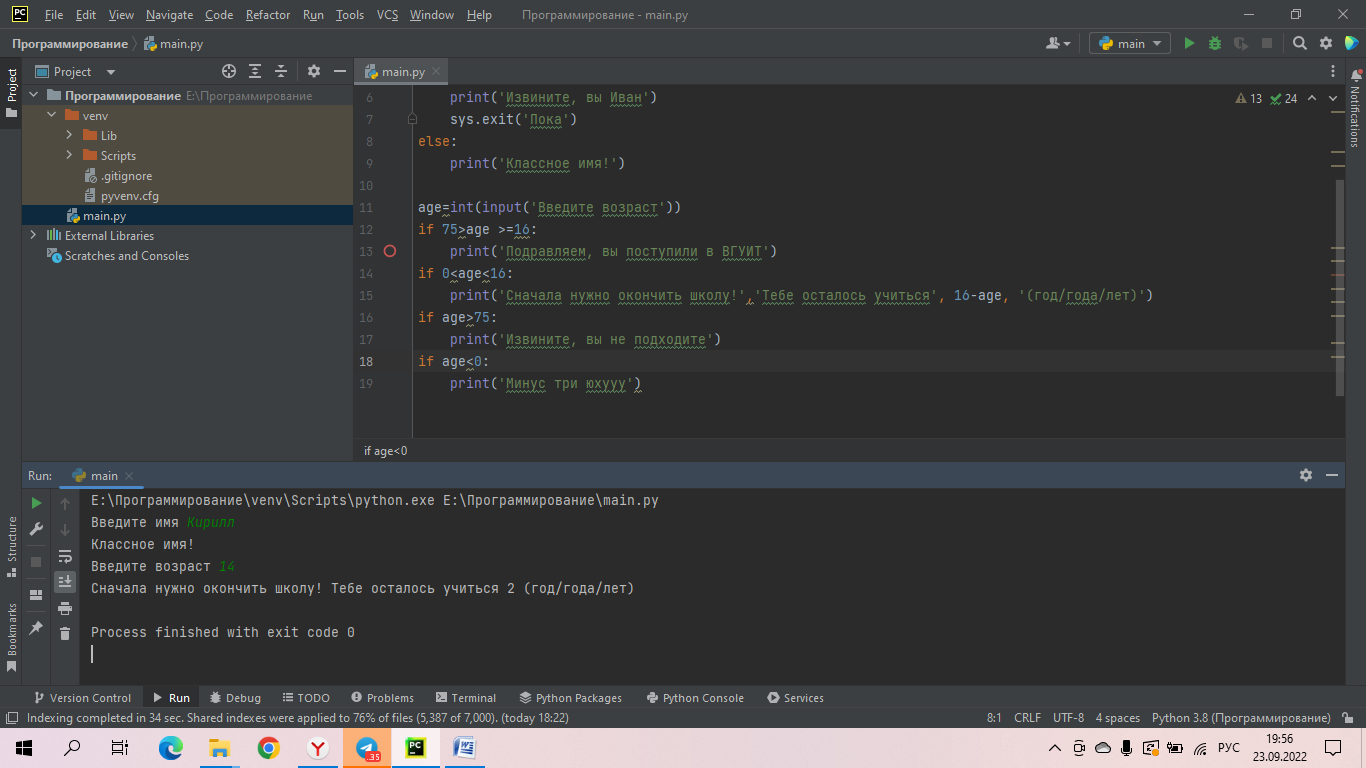 PC File Edit View Navigate Code Refactor Run Tools VCS Window Help Программирование - main.py
Программирование main.py main
Project
Project
main.py
Программирование E:\Программирование
venv
Lib
Scripts
.gitignore
pyvenv.cfg
main.py
External Libraries
Scratches and Consoles
13 24
6 print('Извините, вы Иван')
7 sys.exit('Пока')
8 else:
9 print('Классное имя!')
10
11 age=int(input('Введите возраст'))
12 if 75>age >=16:
13 print('Подравляем, вы поступили в ВГУИТ')
14 if 0<age<16:
15 print('Сначала нужно окончить школу!','Тебе осталось учиться', 16-age, '(год/года/лет)')
16 if age>75:
17 print('Извините, вы не подходите')
18 if age<0:
19 print('Минус три юхууу')
if age<0
Notifications
Run: main
E:\Программирование\venv\Scripts\python.exe E:\Программирование\main.py
Введите имя Кирилл
Классное имя!
Введите возраст 14
Сначала нужно окончить школу! Тебе осталось учиться 2 (год/года/лет)
Process finished with exit code 0
Structure
Bookmarks
Version Control Run Debug TODO Problems Terminal Python Packages Python Console Services
Indexing completed in 34 sec. Shared indexes were applied to 76% of files (5,387 of 7,000). (today 18:22) 8:1 CRLF UTF-8 4 spaces Python 3.8 (Программирование)
35 PC РУС 19:56
23.09.2022